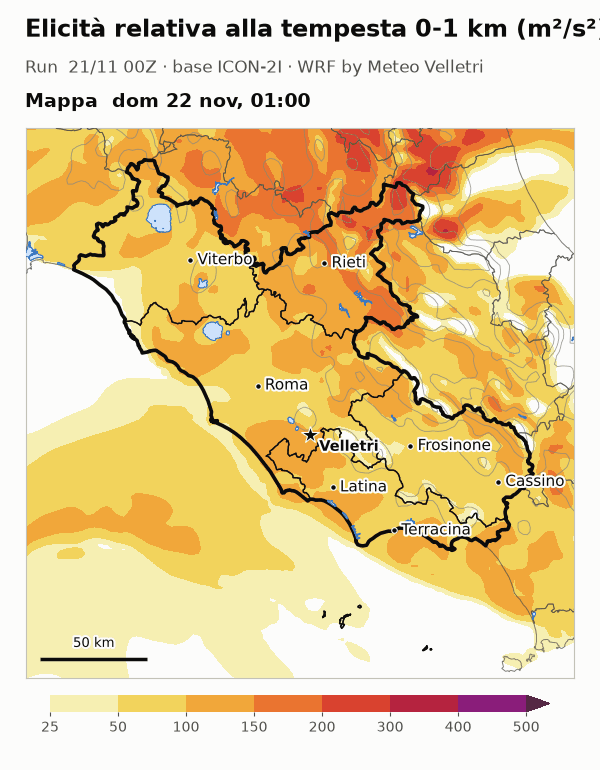 Elicità relativa alla tempesta 0-1 km (m²/s²)
Run 21/11 00Z · base ICON-2I · WRF by Meteo Velletri
Mappa dom 22 nov, 01:00
Viterbo
Rieti
Roma
Velletri
Frosinone
Latina
Cassino
Terracina
50 km
25 50 100 150 200 300 400 500